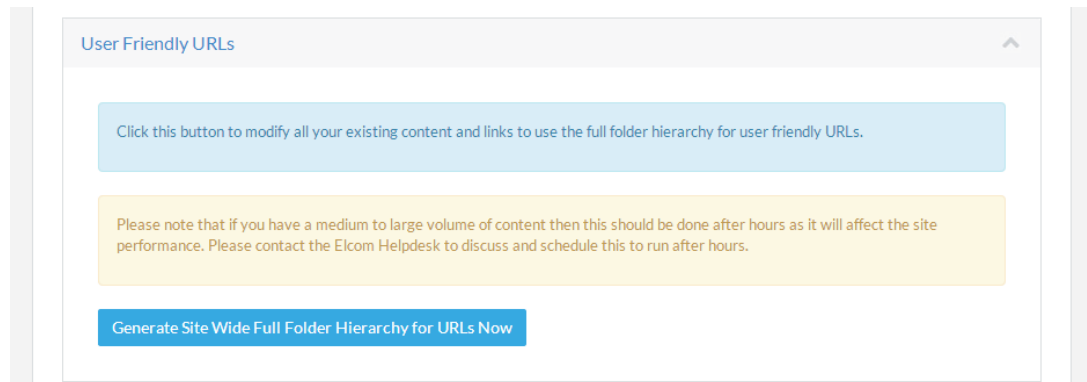 User Friendly URLs
Click this button to modify all your existing content and links to use the full folder hierarchy for user friendly URLs.
Please note that if you have a medium to large volume of content then this should be done after hours as it will affect the site
performance. Please contact the Elcom Helpdesk to discuss and schedule this to run after hours.
Generate Site Wide Full Folder Hierarchy for URLs Now